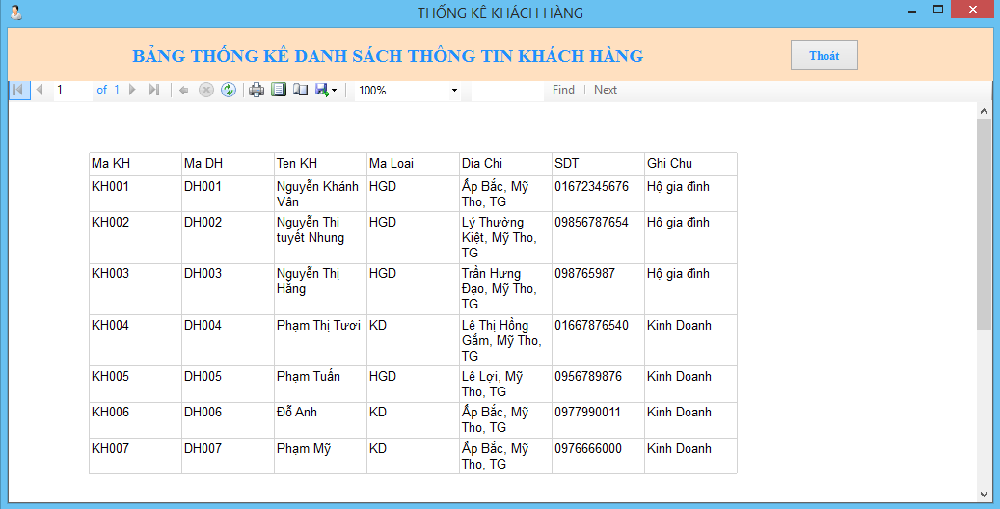 THỐNG KÊ KHÁCH HÀNG
BẢNG THỐNG KÊ DANH SÁCH THÔNG TIN KHÁCH HÀNG
Thoát
1 of 1 100% Find Next
Ma KH Ma DH Ten KH Ma Loai Dia Chi SDT Ghi Chu
KH001 DH001 Nguyễn Khánh HGD Ấp Bắc, Mỹ 01672345676 Hộ gia đình
Vân Tho, TG
KH002 DH002 Nguyễn Thị HGD Lý Thường 09856787654 Hộ gia đình
tuyết Nhung Kiệt, Mỹ Tho,
TG
KH003 DH003 Nguyễn Thị HGD Trần Hưng 098765987 Hộ gia đình
Hằng Đạo, Mỹ Tho,
TG
KH004 DH004 Phạm Thị Tươi KD Lê Thị Hồng 01667876540 Kinh Doanh
Gắm, Mỹ Tho,
TG
KH005 DH005 Phạm Tuấn HGD Lê Lợi, Mỹ 0956789876 Kinh Doanh
Tho, TG
KH006 DH006 Đỗ Anh KD Ấp Bắc, Mỹ 0977990011 Kinh Doanh
Tho, TG
KH007 DH007 Phạm Mỹ KD Ấp Bắc, Mỹ 0976666000 Kinh Doanh
Tho, TG